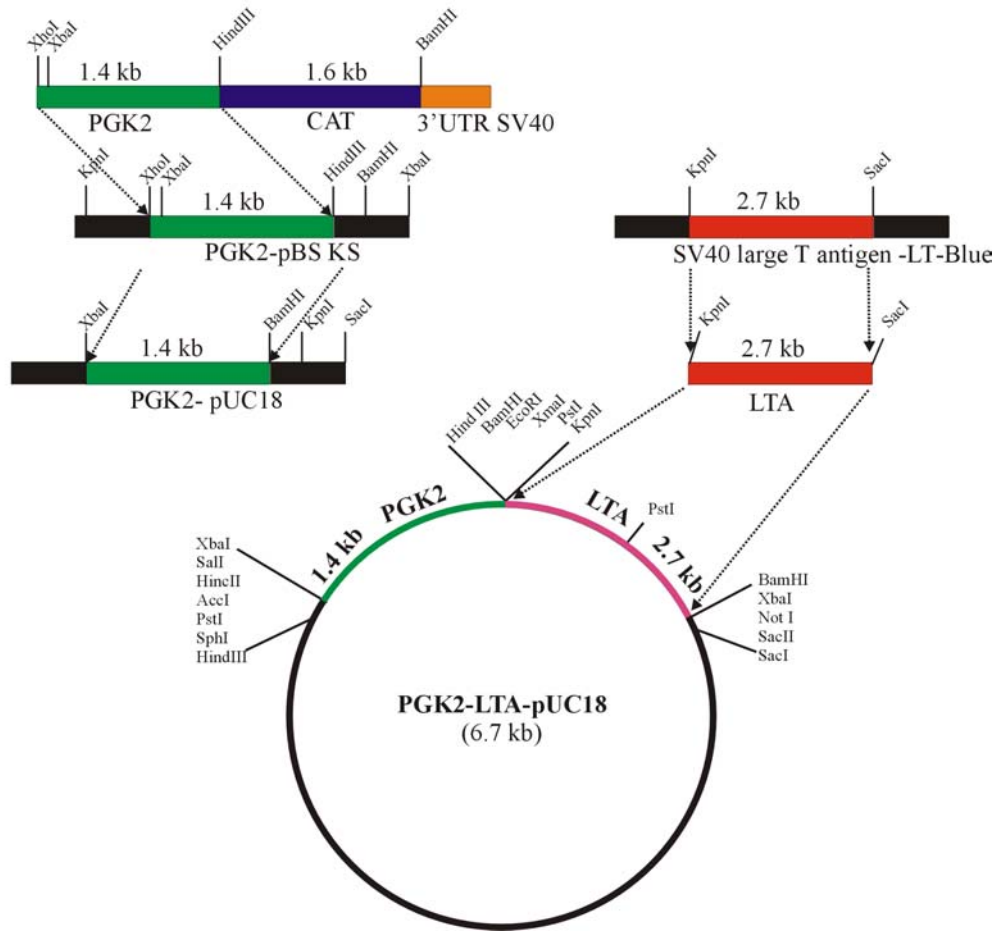 XhoI
XbaI
HindIII
BamHI
1.4 kb
1.6 kb
PGK2
CAT
3’UTR SV40
KpnI
XhoI
XbaI
HindIII
BamHI
XbaI
1.4 kb
PGK2-pBS KS
KpnI
SacI
2.7 kb
SV40 large T antigen -LT-Blue
XbaI
BamHI
KpnI
SacI
1.4 kb
PGK2- pUC18
KpnI
SacI
2.7 kb
LTA
Hind III
BamHI
EcoRI
XmaI
PstI
KpnI
PGK2
1.4 kb
LTA
2.7 kb
PstI
XbaI
SalI
HincII
AccI
PstI
SphI
HindIII
BamHI
XbaI
Not I
SacII
SacI
PGK2-LTA-pUC18
(6.7 kb)